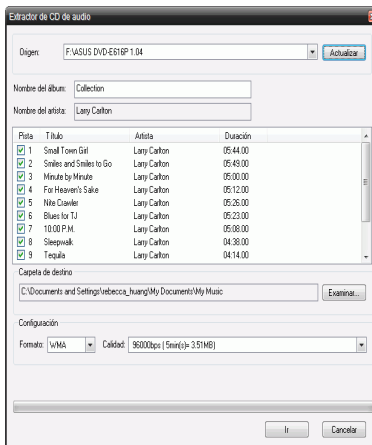 Extractor de CD de audio
Origen: F:\ASUS DVD-E616P 1.04 Actualizar
Nombre del álbum: Collection
Nombre del artista: Larry Carlton
Pista Título Artista Duración
1 Small Town Girl Larry Carlton 05:44.00
2 Smiles and Smiles to Go Larry Carlton 05:49.00
3 Minute by Minute Larry Carlton 05:00.00
4 For Heaven's Sake Larry Carlton 05:12.00
5 Nite Crawler Larry Carlton 05:26.00
6 Blues for TJ Larry Carlton 05:23.00
7 10:00 P.M. Larry Carlton 05:08.00
8 Sleepwalk Larry Carlton 04:38.00
9 Tequila Larry Carlton 04:14.00
Carpeta de destino
C:\Documents and Settings\rebecca_huang\My Documents\My Music Examinar...
Configuración
Formato: WMA Calidad: 96000bps ( 5min(s)= 3.51MB)
Ir Cancelar